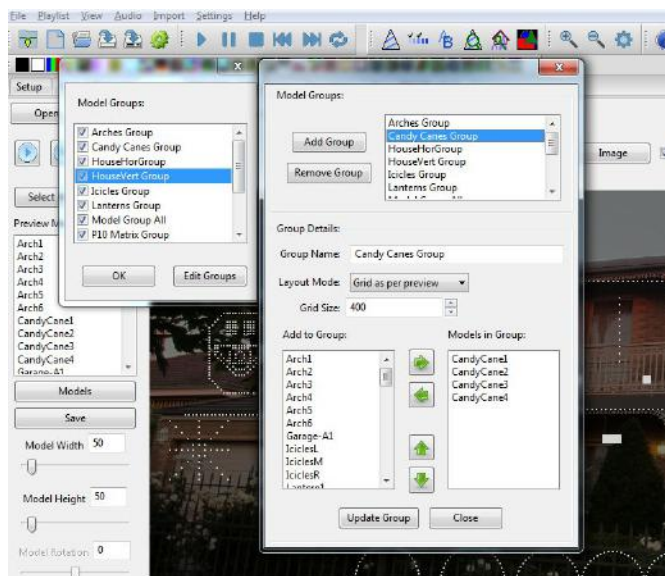 File Playlist View Audio Import Settings Help
Setup
Open
Image
Select
Preview M
Arch1
Arch2
Arch3
Arch4
Arch5
Arch6
CandyCane1
CandyCane2
CandyCane3
CandyCane4
Garage-A1
Models
Save
Model Width 50
Model Height 50
Model Rotation 0
Model Groups:
Arches Group
Candy Canes Group
HouseHorGroup
HouseVert Group
Icicles Group
Lanterns Group
Model Group All
P10 Matrix Group
OK
Edit Groups
Model Groups:
Add Group
Remove Group
Arches Group
Candy Canes Group
HouseHorGroup
HouseVert Group
Icicles Group
Lanterns Group
Model Group All
Group Details:
Group Name: Candy Canes Group
Layout Mode: Grid as per preview
Grid Size: 400
Add to Group:
Arch1
Arch2
Arch3
Arch4
Arch5
Arch6
Garage-A1
IciclesL
IciclesM
IciclesR
Lantern1
Models in Group:
CandyCane1
CandyCane2
CandyCane3
CandyCane4
Update Group
Close